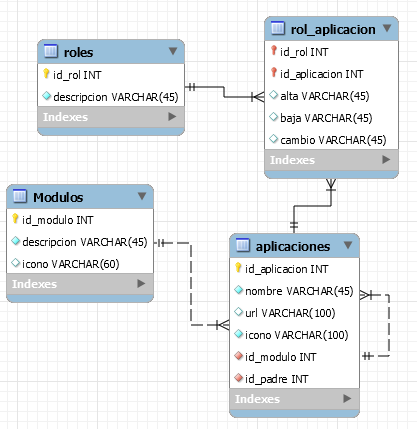 roles
id_rol INT
descripcion VARCHAR(45)
Indexes
rol_aplicacion
id_rol INT
id_aplicacion INT
alta VARCHAR(45)
baja VARCHAR(45)
cambio VARCHAR(45)
Indexes
Modulos
id_modulo INT
descripcion VARCHAR(45)
icono VARCHAR(60)
Indexes
aplicaciones
id_aplicacion INT
nombre VARCHAR(45)
url VARCHAR(100)
icono VARCHAR(100)
id_modulo INT
id_padre INT
Indexes